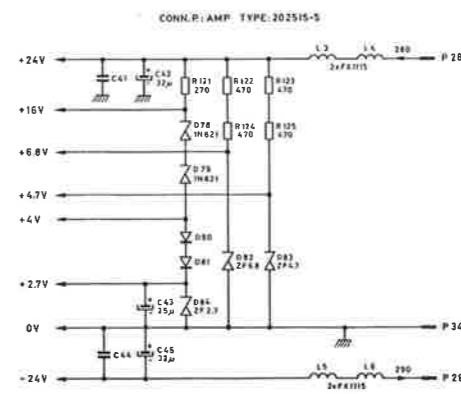 CONN.P.: AMP TYPE: 202515-5
+24V
C41
+
C42
32µ
R121
270
R122
470
R123
470
L3
L4
2xFX1115
280
P 28
+16V
D78
1N821
R124
470
R125
470
+6.8V
D79
1N821
+4.7V
+4V
D80
D81
D82
ZF6.8
D83
ZF4.7
+2.7V
+
C43
25µ
D84
ZF2.7
0V
P 34
C44
+
C45
32µ
-24V
L5
L6
2xFX1115
290
P 29